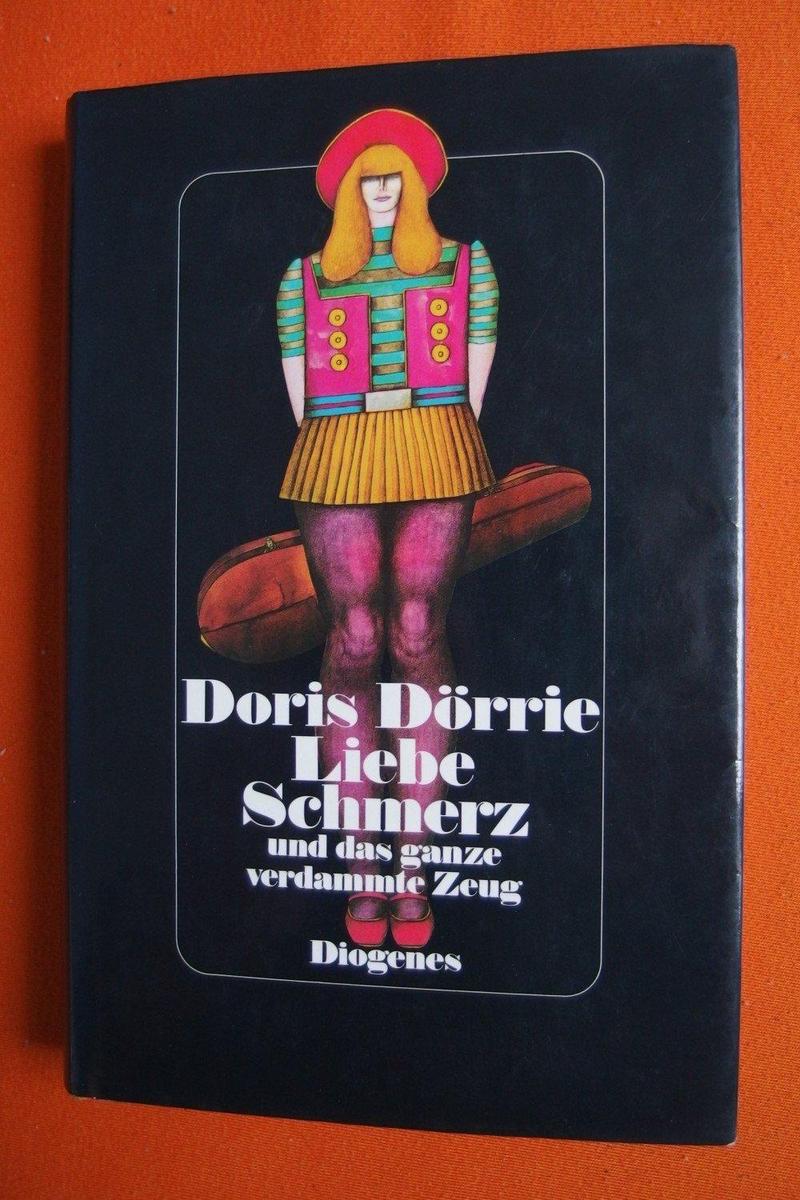 Doris Dörrie
Liebe
Schmerz
und das ganze
verdammte Zeug
Diogenes